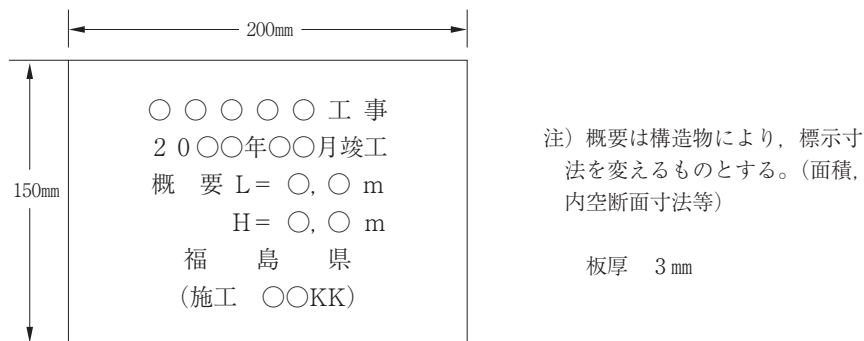 200mm
150mm
○ ○ ○ ○ ○ 工 事
２０○○年○○月竣工
概　要 L＝ ○, ○ m
H＝ ○, ○ m
福　　島　　県
（施工　○○KK）
注）概要は構造物により，標示寸
法を変えるものとする。（面積，
内空断面寸法等）
板厚　３mm